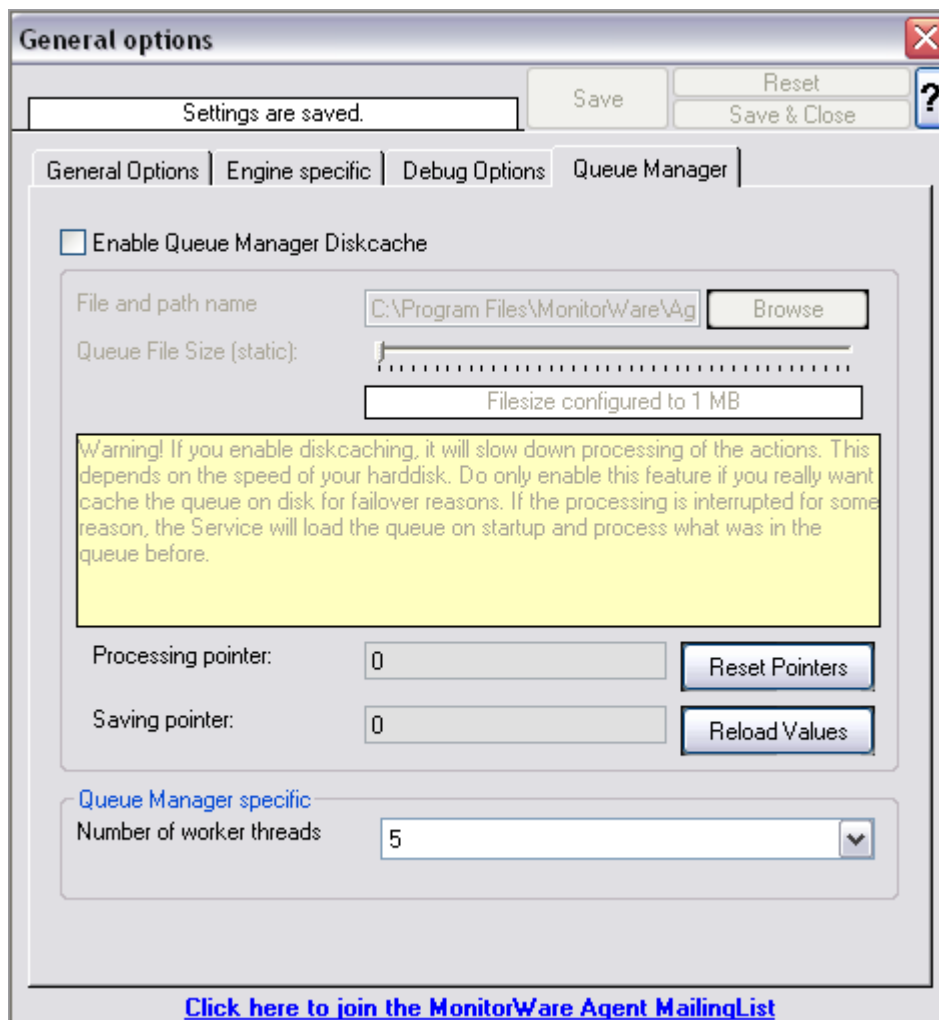 General options
Settings are saved.
Save
Reset
Save & Close
?
General Options
Engine specific
Debug Options
Queue Manager
Enable Queue Manager Diskcache
File and path name
C:\Program Files\MonitorWare\Ag
Browse
Queue File Size (static):
Filesize configured to 1 MB
Warning! If you enable diskcaching, it will slow down processing of the actions. This
depends on the speed of your harddisk. Do only enable this feature if you really want
cache the queue on disk for failover reasons. If the processing is interrupted for some
reason, the Service will load the queue on startup and process what was in the
queue before.
Processing pointer:
0
Reset Pointers
Saving pointer:
0
Reload Values
Queue Manager specific
Number of worker threads
5
Click here to join the MonitorWare Agent MailingList